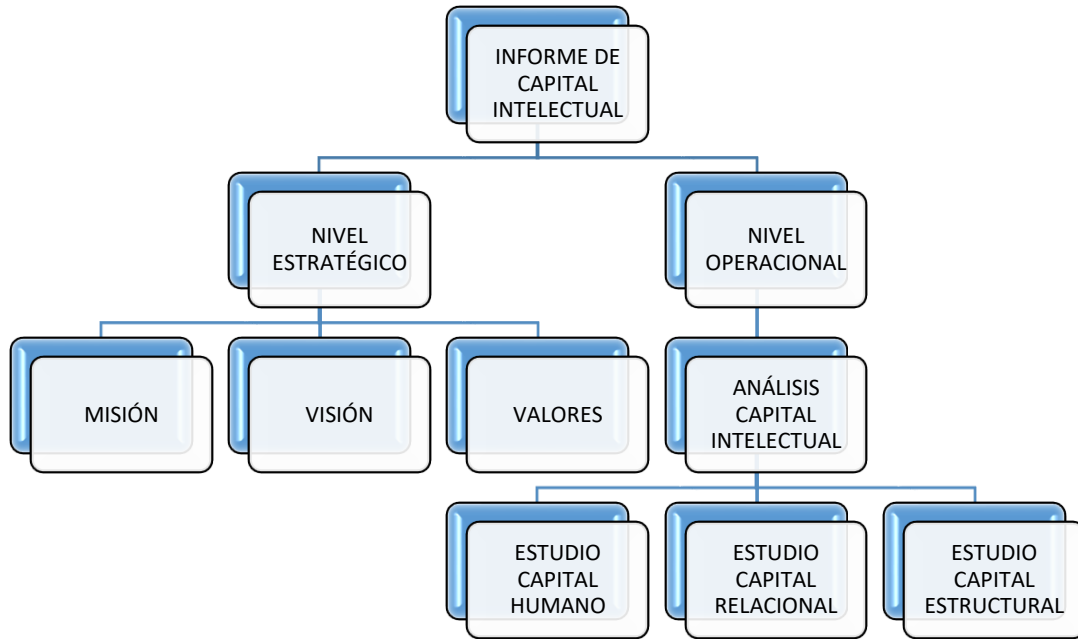 INFORME DE
CAPITAL
INTELECTUAL
NIVEL
ESTRATÉGICO
NIVEL
OPERACIONAL
MISIÓN
VISIÓN
VALORES
ANÁLISIS
CAPITAL
INTELECTUAL
ESTUDIO
CAPITAL
HUMANO
ESTUDIO
CAPITAL
RELACIONAL
ESTUDIO
CAPITAL
ESTRUCTURAL